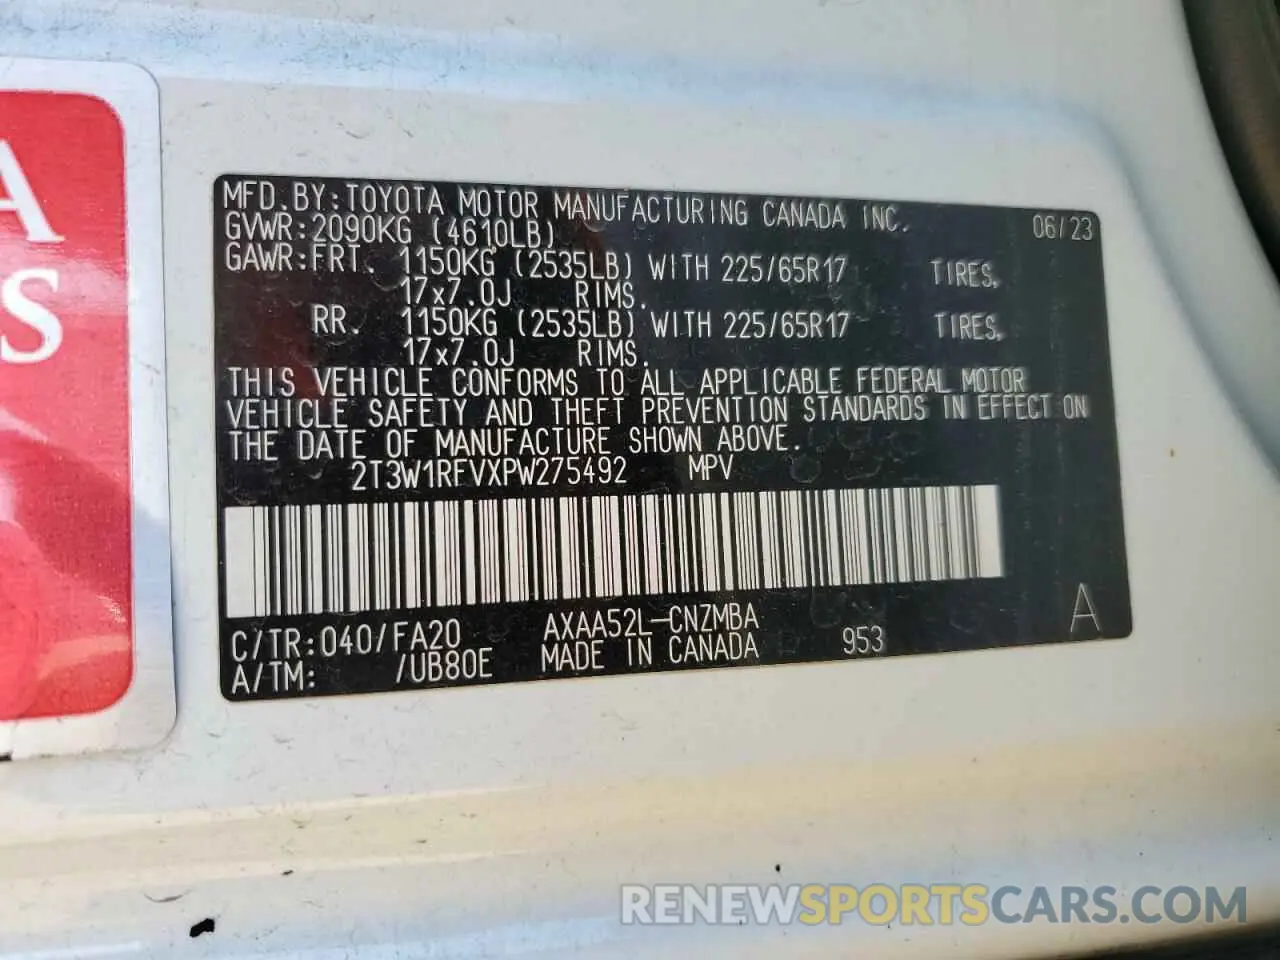 A
S
MFD.BY:TOYOTA MOTOR MANUFACTURING CANADA INC. 06/23
GVWR:2090KG (4610LB)
GAWR:FRT. 1150KG (2535LB) WITH 225/65R17 TIRES,
17x7.0J RIMS.
RR. 1150KG (2535LB) WITH 225/65R17 TIRES,
17x7.0J RIMS.
THIS VEHICLE CONFORMS TO ALL APPLICABLE FEDERAL MOTOR
VEHICLE SAFETY AND THEFT PREVENTION STANDARDS IN EFFECT ON
THE DATE OF MANUFACTURE SHOWN ABOVE.
2T3W1RFVXPW275492 MPV
C/TR:040/FA20 AXAA52L-CNZMBA
A/TM: /UB80E MADE IN CANADA 953 A
RENEWSPORTSCARS.COM